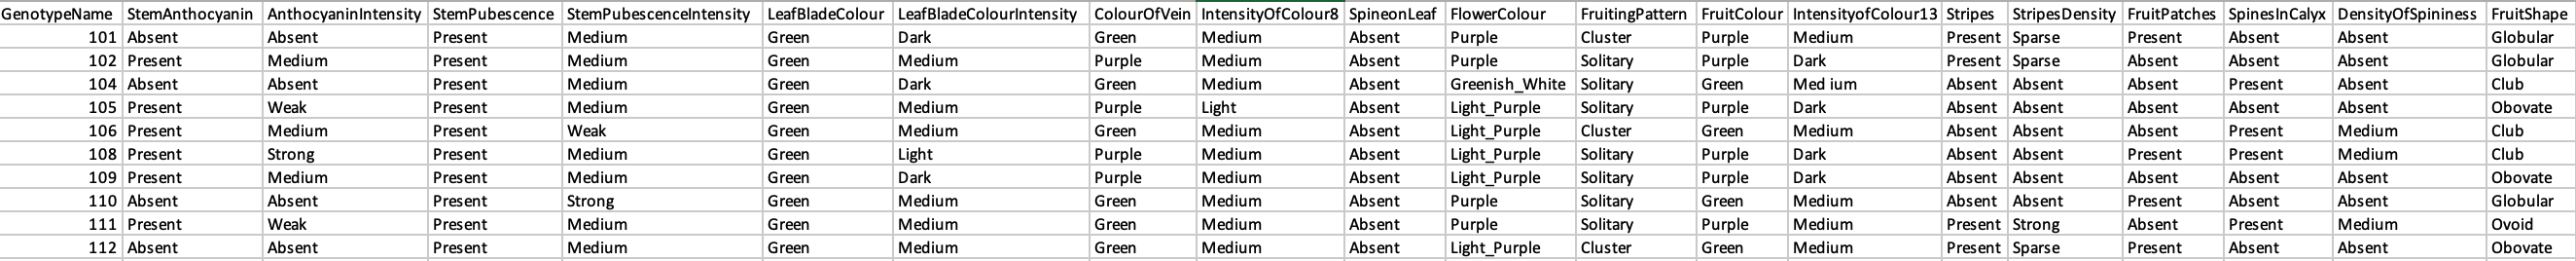 GenotypeName StemAnthocyanin AnthocyaninIntensity StemPubescence StemPubescenceIntensity LeafBladeColour LeafBladeColourIntensity ColourOfVein IntensityOfColour8 SpineonLeaf FlowerColour FruitingPattern FruitColour IntensityofColour13 Stripes StripesDensity FruitPatches SpinesInCalyx DensityOfSpininess FruitShape
101 Absent Absent Present Medium Green Dark Green Medium Absent Purple Cluster Purple Medium Present Sparse Present Absent Absent Globular
102 Present Medium Present Medium Green Medium Purple Medium Absent Purple Solitary Purple Dark Present Sparse Absent Absent Absent Globular
104 Absent Absent Present Medium Green Dark Green Medium Absent Greenish_White Solitary Green Med ium Absent Absent Absent Present Absent Club
105 Present Weak Present Medium Green Medium Purple Light Absent Light_Purple Solitary Purple Dark Absent Absent Absent Absent Absent Obovate
106 Present Medium Present Weak Green Medium Green Medium Absent Light_Purple Cluster Green Medium Absent Absent Absent Present Medium Club
108 Present Strong Present Medium Green Light Purple Medium Absent Light_Purple Solitary Purple Dark Absent Absent Present Present Medium Club
109 Present Medium Present Medium Green Dark Purple Medium Absent Light_Purple Solitary Purple Dark Absent Absent Absent Absent Absent Obovate
110 Absent Absent Present Strong Green Medium Green Medium Absent Purple Solitary Green Medium Absent Absent Present Absent Absent Globular
111 Present Weak Present Medium Green Medium Green Medium Absent Purple Solitary Purple Medium Present Strong Absent Present Medium Ovoid
112 Absent Absent Present Medium Green Medium Green Medium Absent Light_Purple Cluster Green Medium Present Sparse Present Absent Absent Obovate